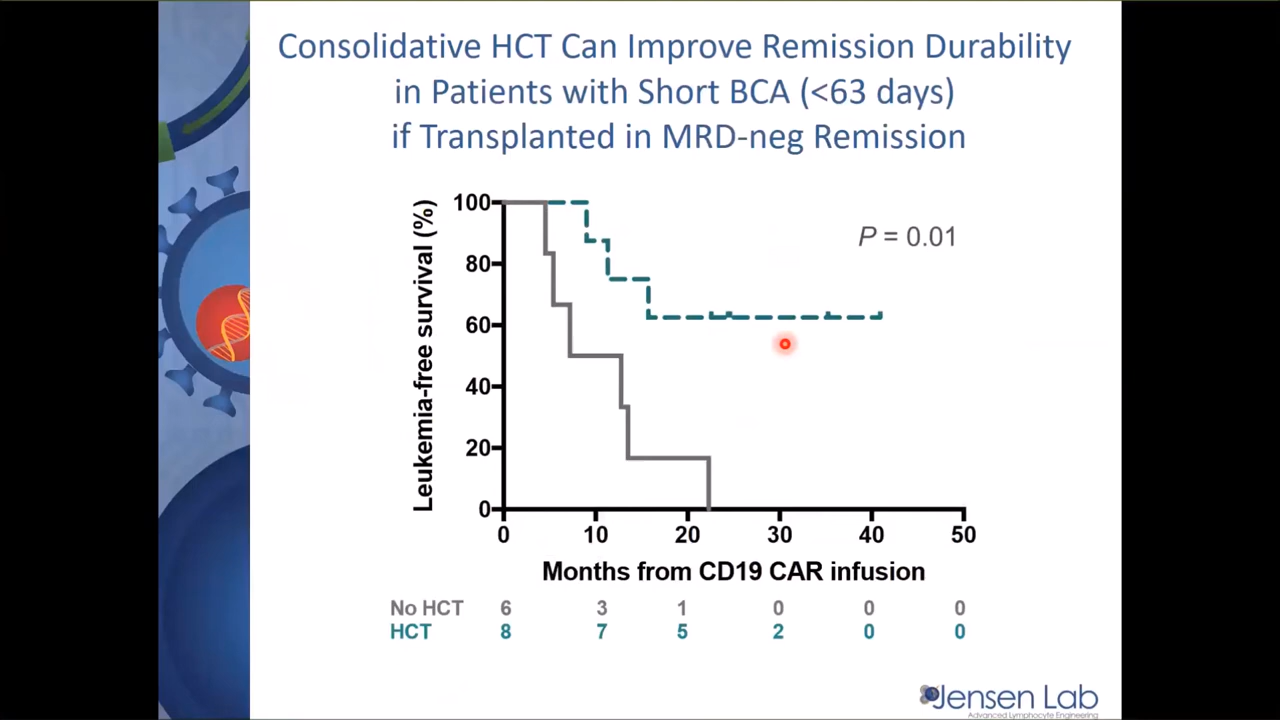 Consolidative HCT Can Improve Remission Durability
in Patients with Short BCA (<63 days)
if Transplanted in MRD-neg Remission
Leukemia-free survival (%)
100
80
60
40
20
0
P = 0.01
0 10 20 30 40 50
Months from CD19 CAR infusion
No HCT 6 3 1 0 0 0
HCT 8 7 5 2 0 0
Jensen Lab
Advanced Lymphocyte Engineering